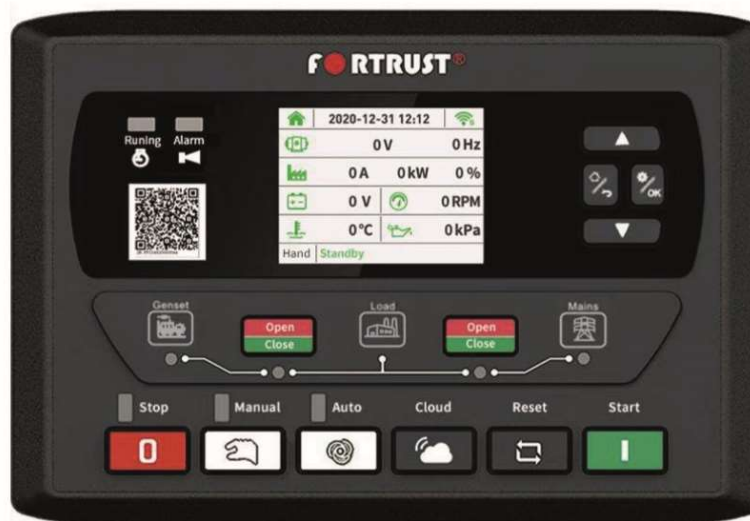 FORTRUST®
Runing Alarm
2020-12-31 12:12
0 V 0 Hz
0 A 0 kW 0 %
0 V 0 RPM
0 °C 0 kPa
Hand Standby
OK
Genset Load Mains
Open Open
Close Close
Stop Manual Auto Cloud Reset Start
0 I